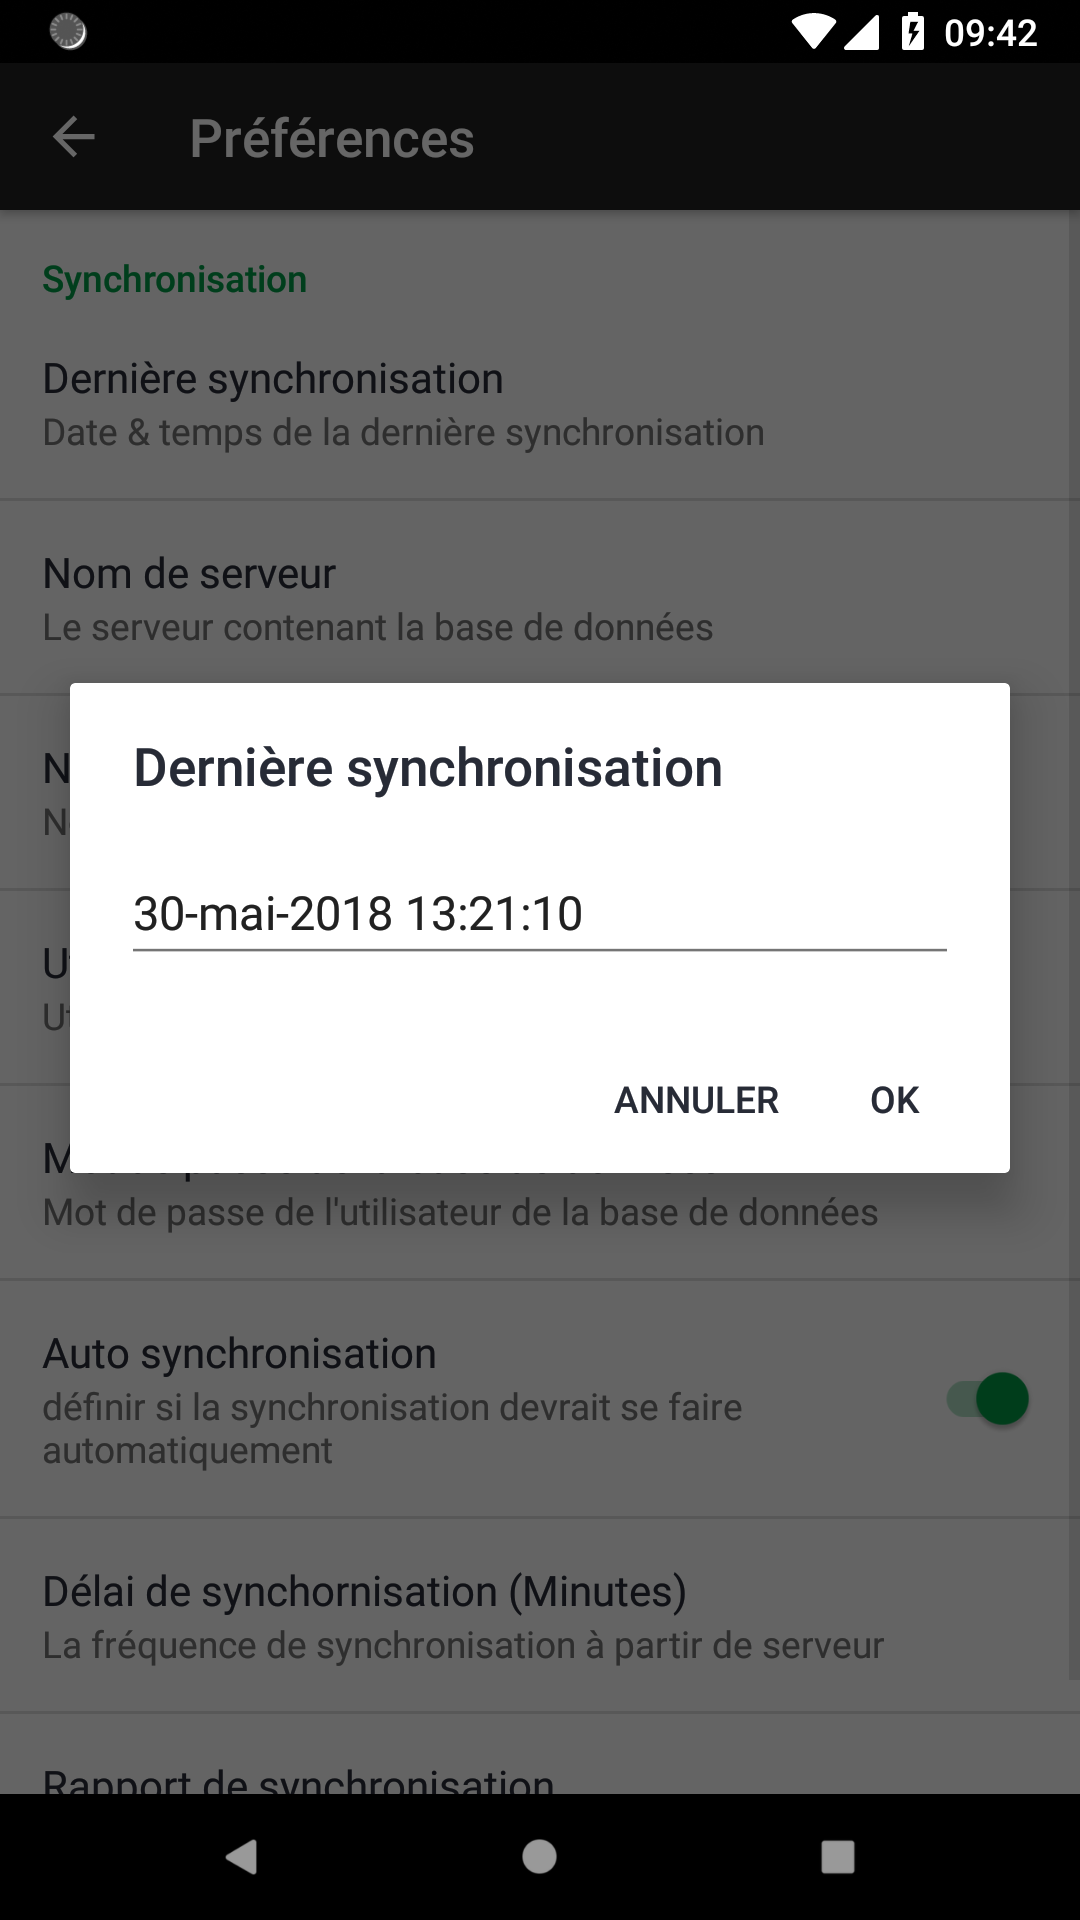 09:42
Préférences
Synchronisation
Dernière synchronisation
Date & temps de la dernière synchronisation
Nom de serveur
Le serveur contenant la base de données
Dernière synchronisation
30-mai-2018 13:21:10
ANNULER OK
Mot de passe de l'utilisateur de la base de données
Auto synchronisation
définir si la synchronisation devrait se faire
automatiquement
Délai de synchornisation (Minutes)
La fréquence de synchronisation à partir de serveur
Rapport de synchronisation